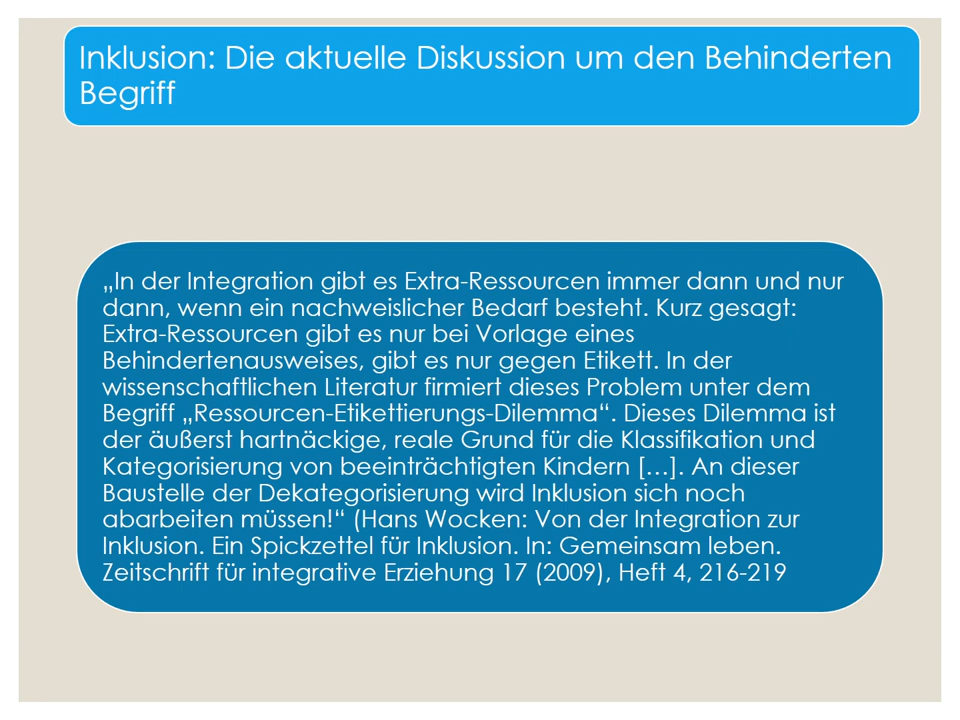 Inklusion: Die aktuelle Diskussion um den Behinderten
Begriff
„In der Integration gibt es Extra-Ressourcen immer dann und nur
dann, wenn ein nachweislicher Bedarf besteht. Kurz gesagt:
Extra-Ressourcen gibt es nur bei Vorlage eines
Behindertenausweises, gibt es nur gegen Etikett. In der
wissenschaftlichen Literatur firmiert dieses Problem unter dem
Begriff „Ressourcen-Etikettierungs-Dilemma“. Dieses Dilemma ist
der äußerst hartnäckige, reale Grund für die Klassifikation und
Kategorisierung von beeinträchtigten Kindern […]. An dieser
Baustelle der Dekategorisierung wird Inklusion sich noch
abarbeiten müssen!“ (Hans Wocken: Von der Integration zur
Inklusion. Ein Spickzettel für Inklusion. In: Gemeinsam leben.
Zeitschrift für integrative Erziehung 17 (2009), Heft 4, 216-219